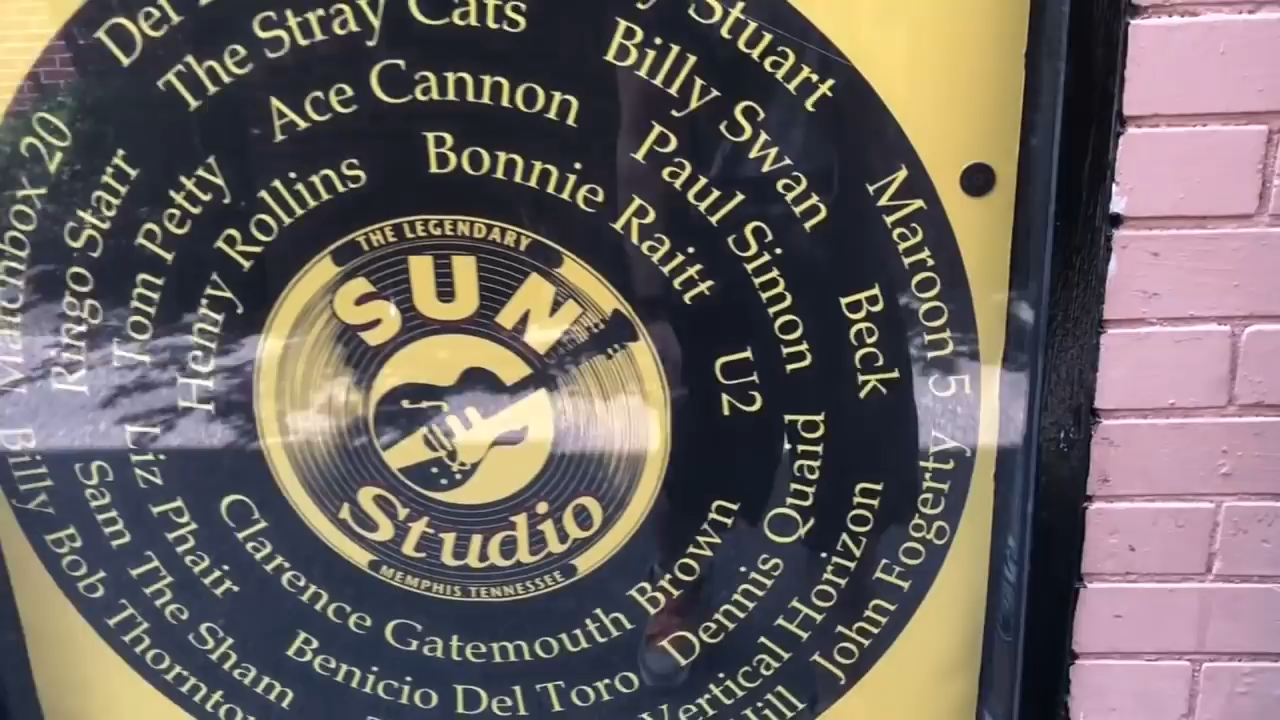 The Stray Cats
Stuart
Billy Swan
Ace Cannon
Paul Simon
Bonnie Raitt
Maroon 5
Beck
U2
Matchbox 20
Ringo Starr
Tom Petty
Henry Rollins
THE LEGENDARY
SUN
Studio
MEMPHIS TENNESSEE
Clarence Gatemouth Brown
Liz Phair
Benicio Del Toro
Dennis Quaid
Sam The Sham
Vertical Horizon
Billy Bob
John Fogerty